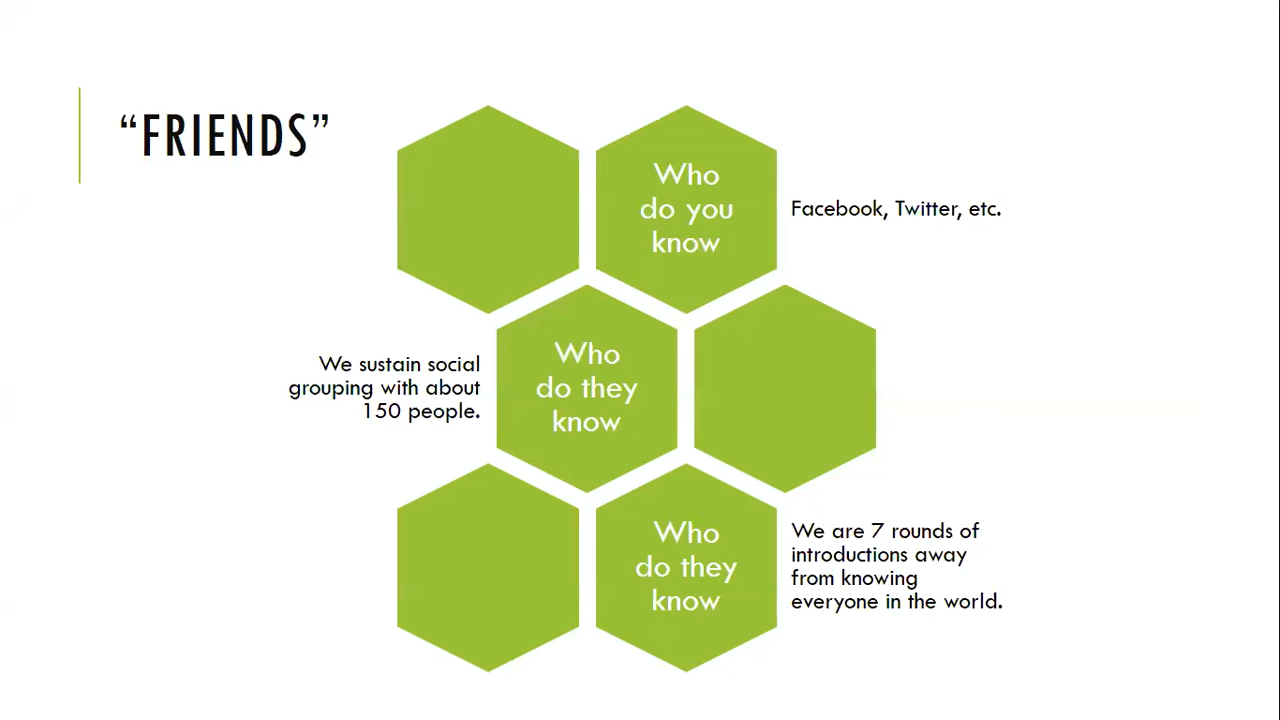 “FRIENDS”
Who
do you
know
Facebook, Twitter, etc.
We sustain social
grouping with about
150 people.
Who
do they
know
Who
do they
know
We are 7 rounds of
introductions away
from knowing
everyone in the world.